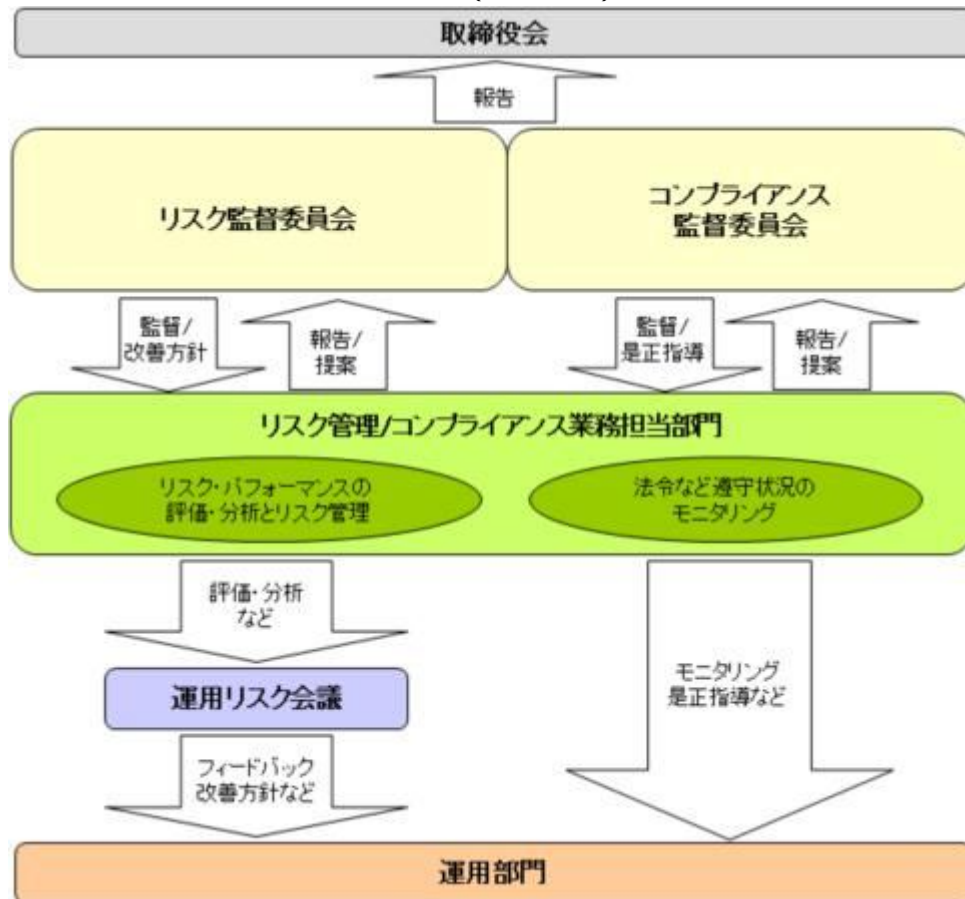 取締役会
報告
リスク監督委員会
コンプライアンス
監督委員会
監督/
改善方針
報告/
提案
監督/
是正指導
報告/
提案
リスク管理/コンプライアンス業務担当部門
リスク・パフォーマンスの
評価・分析とリスク管理
法令など遵守状況の
モニタリング
評価・分析
など
運用リスク会議
モニタリング
是正指導など
フィードバック
改善方針など
運用部門